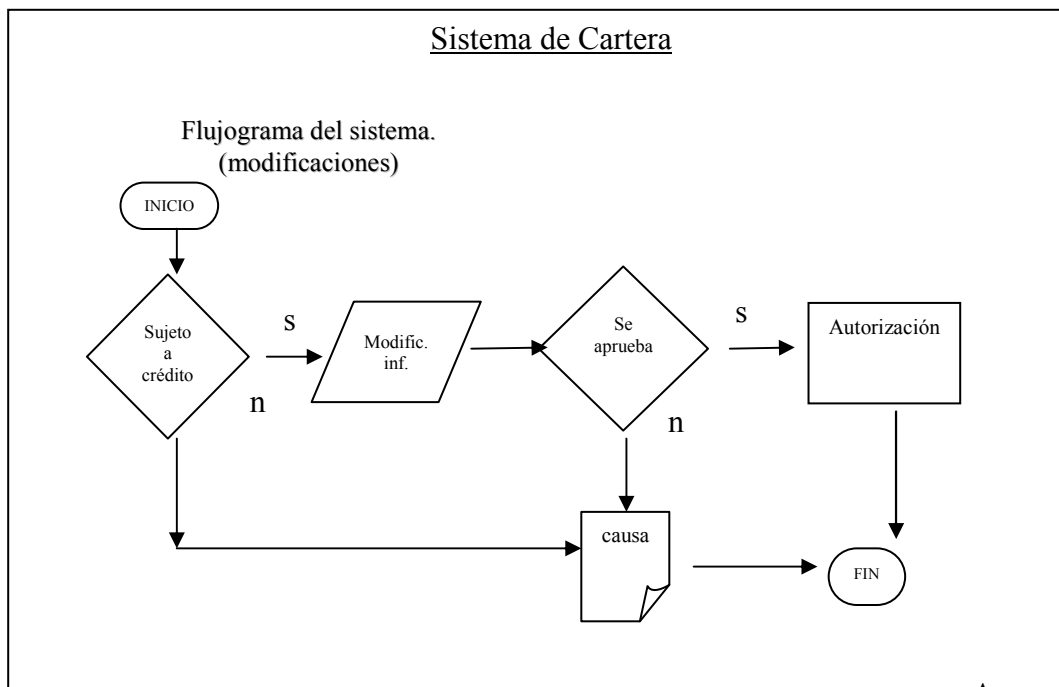 Sistema de Cartera
Flujograma del sistema.
(modificaciones)
INICIO
Sujeto
a
crédito
s
n
Modific.
inf.
Se
aprueba
s
n
Autorización
causa
FIN